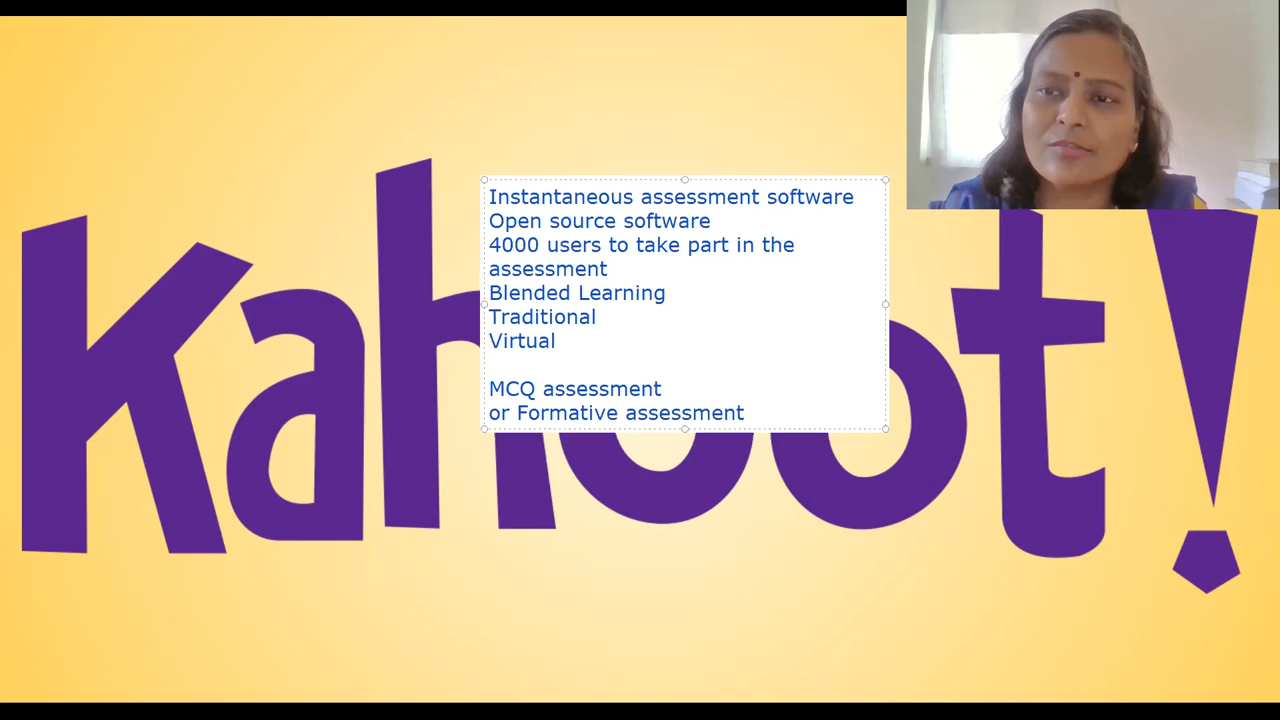 Kahoot!
Instantaneous assessment software
Open source software
4000 users to take part in the
assessment
Blended Learning
Traditional
Virtual
MCQ assessment
or Formative assessment